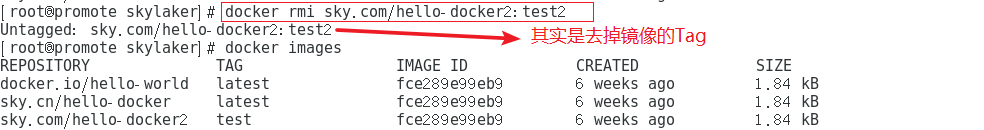 [root@promote skylaker]# docker rmi sky.com/hello-docker2:test2
Untagged: sky.com/hello-docker2:test2
其实是去掉镜像的Tag
[root@promote skylaker]# docker images
REPOSITORY TAG IMAGE ID CREATED SIZE
docker.io/hello-world latest fce289e99eb9 6 weeks ago 1.84 kB
sky.cn/hello-docker latest fce289e99eb9 6 weeks ago 1.84 kB
sky.com/hello-docker2 test fce289e99eb9 6 weeks ago 1.84 kB